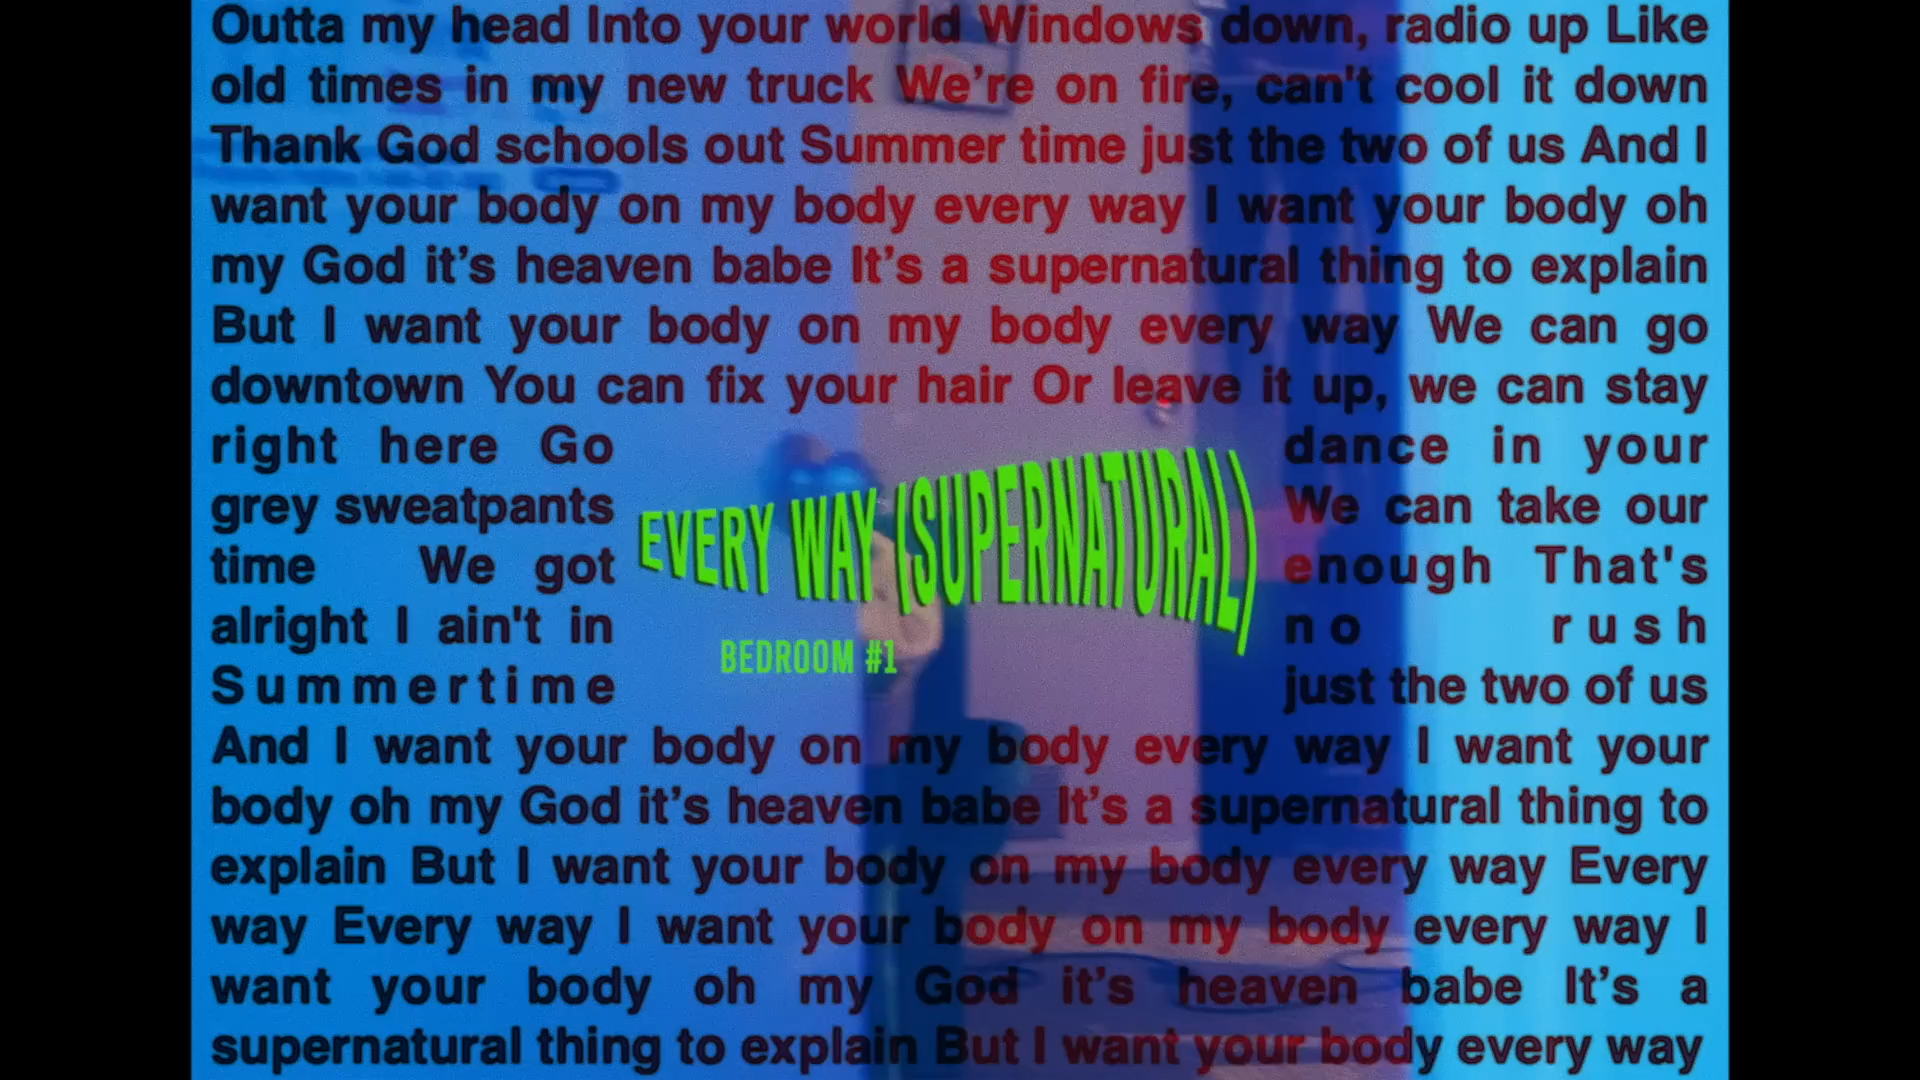 Outta my head Into your world Windows down, radio up Like
old times in my new truck We're on fire, can't cool it down
Thank God schools out Summer time just the two of us And I
want your body on my body every way I want your body oh
my God it's heaven babe It's a supernatural thing to explain
But I want your body on my body every way We can go
downtown You can fix your hair Or leave it up, we can stay
right here Go dance in your
grey sweatpants We can take our
time We got enough That's
alright I ain't in no rush
Summertime just the two of us
EVERY WAY (SUPERNATURAL)
BEDROOM #1
And I want your body on my body every way I want your
body oh my God it's heaven babe It's a supernatural thing to
explain But I want your body on my body every way Every
way Every way I want your body on my body every way I
want your body oh my God it's heaven babe It's a
supernatural thing to explain But I want your body every way